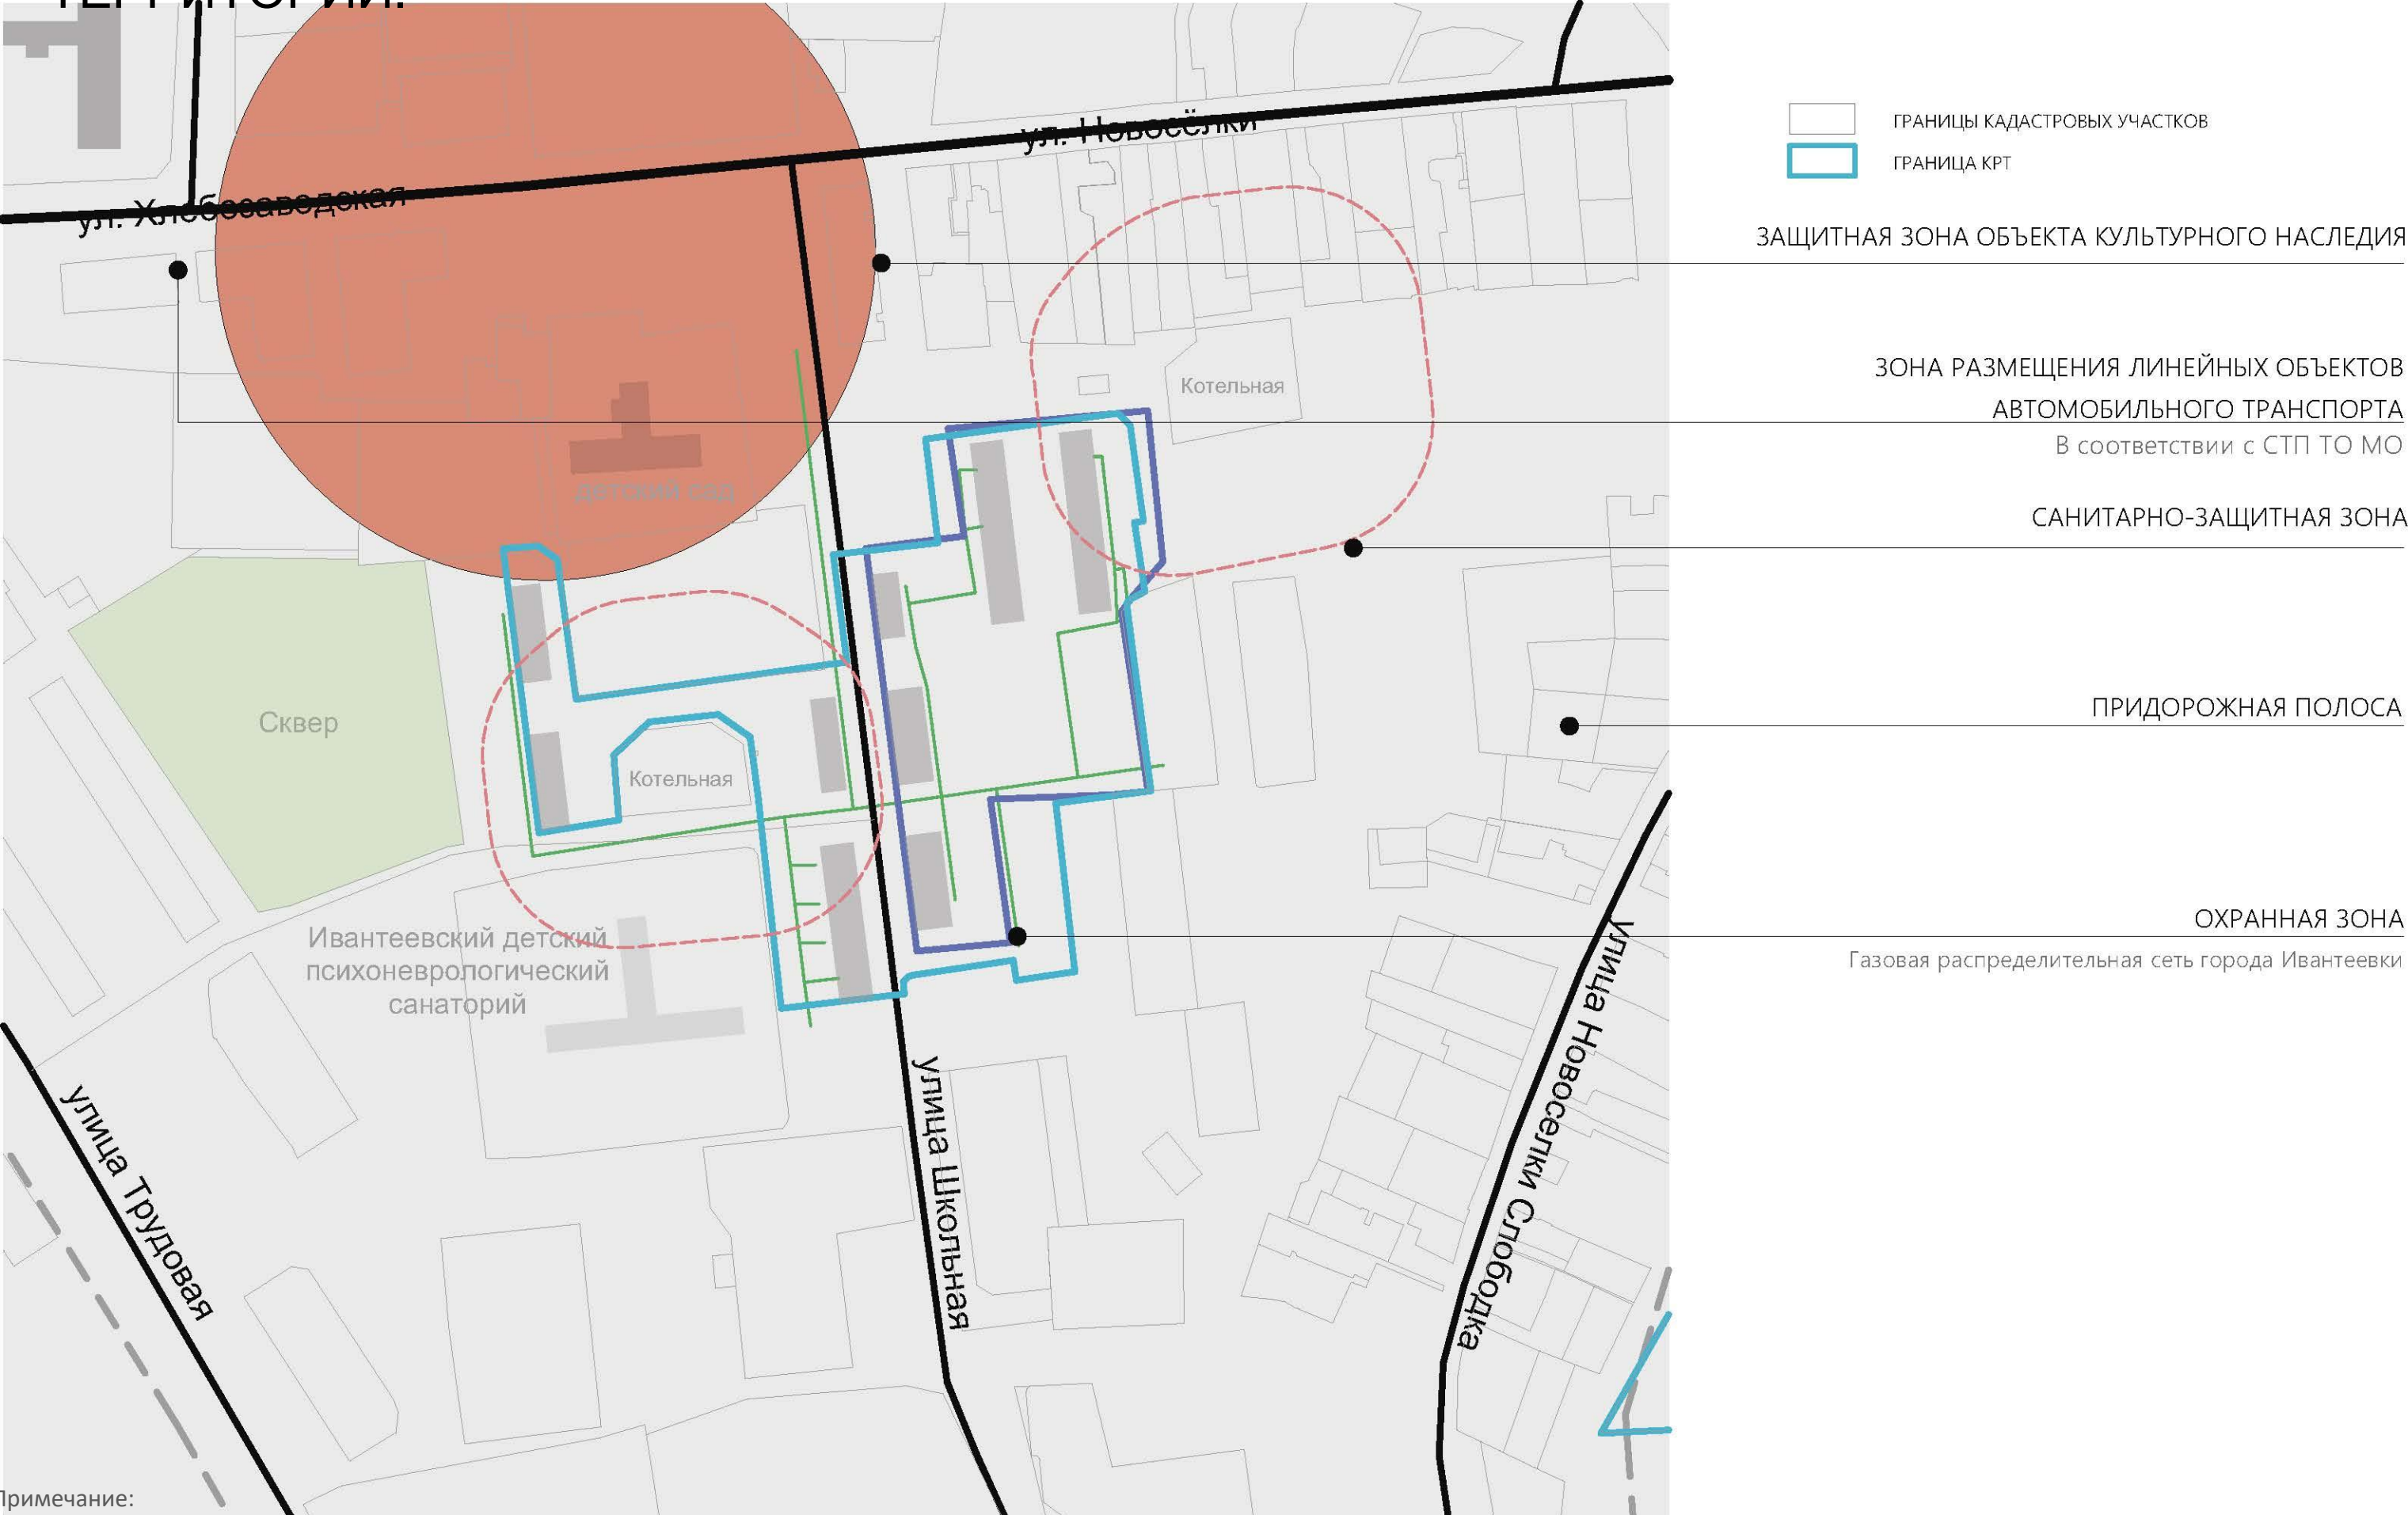 ТЕРРИТОРИИ.
ул. Новосёлки
ул. Хлебозаводская
ГРАНИЦЫ КАДАСТРОВЫХ УЧАСТКОВ
ГРАНИЦА КРТ
ЗАЩИТНАЯ ЗОНА ОБЪЕКТА КУЛЬТУРНОГО НАСЛЕДИЯ
ЗОНА РАЗМЕЩЕНИЯ ЛИНЕЙНЫХ ОБЪЕКТОВ
АВТОМОБИЛЬНОГО ТРАНСПОРТА
В соответствии с СТП ТО МО
САНИТАРНО-ЗАЩИТНАЯ ЗОНА
ПРИДОРОЖНАЯ ПОЛОСА
ОХРАННАЯ ЗОНА
Газовая распределительная сеть города Ивантеевки
Котельная
детский сад
Сквер
Котельная
Ивантеевский детский
психоневрологический
санаторий
улица Трудовая
улица Школьная
улица Новоселки Слободка
Примечание: